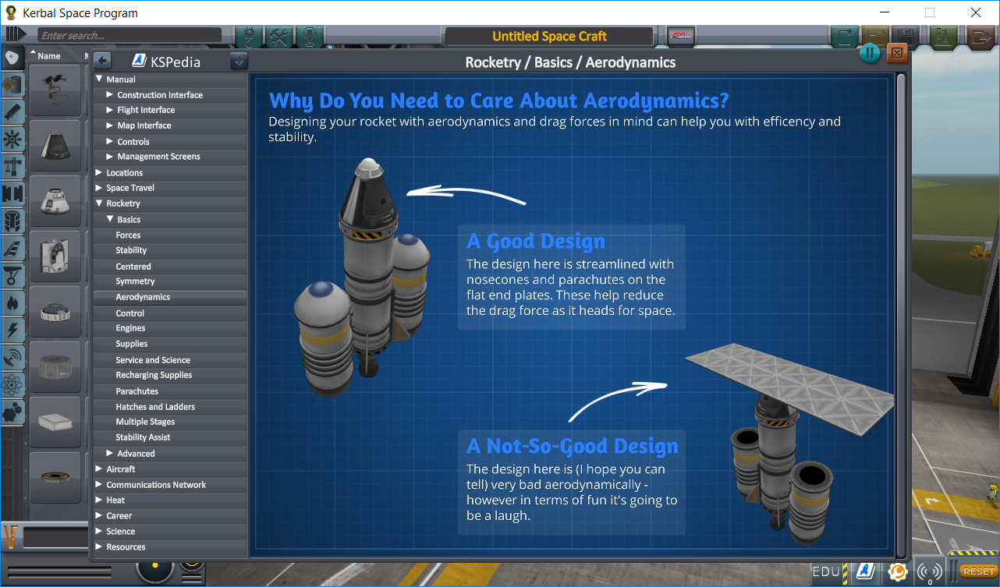 Kerbal Space Program
Enter search...
Untitled Space Craft
Name
KSPedia
Rocketry / Basics / Aerodynamics
Manual
Construction Interface
Flight Interface
Map Interface
Controls
Management Screens
Locations
Space Travel
Rocketry
Basics
Forces
Stability
Centered
Symmetry
Aerodynamics
Control
Engines
Supplies
Service and Science
Recharging Supplies
Parachutes
Hatches and Ladders
Multiple Stages
Stability Assist
Advanced
Aircraft
Communications Network
Heat
Career
Science
Resources
Why Do You Need to Care About Aerodynamics?
Designing your rocket with aerodynamics and drag forces in mind can help you with efficency and
stability.
A Good Design
The design here is streamlined with
nosecones and parachutes on the
flat end plates. These help reduce
the drag force as it heads for space.
A Not-So-Good Design
The design here is (I hope you can
tell) very bad aerodynamically -
however in terms of fun it's going to
be a laugh.
EDU
0
RESET